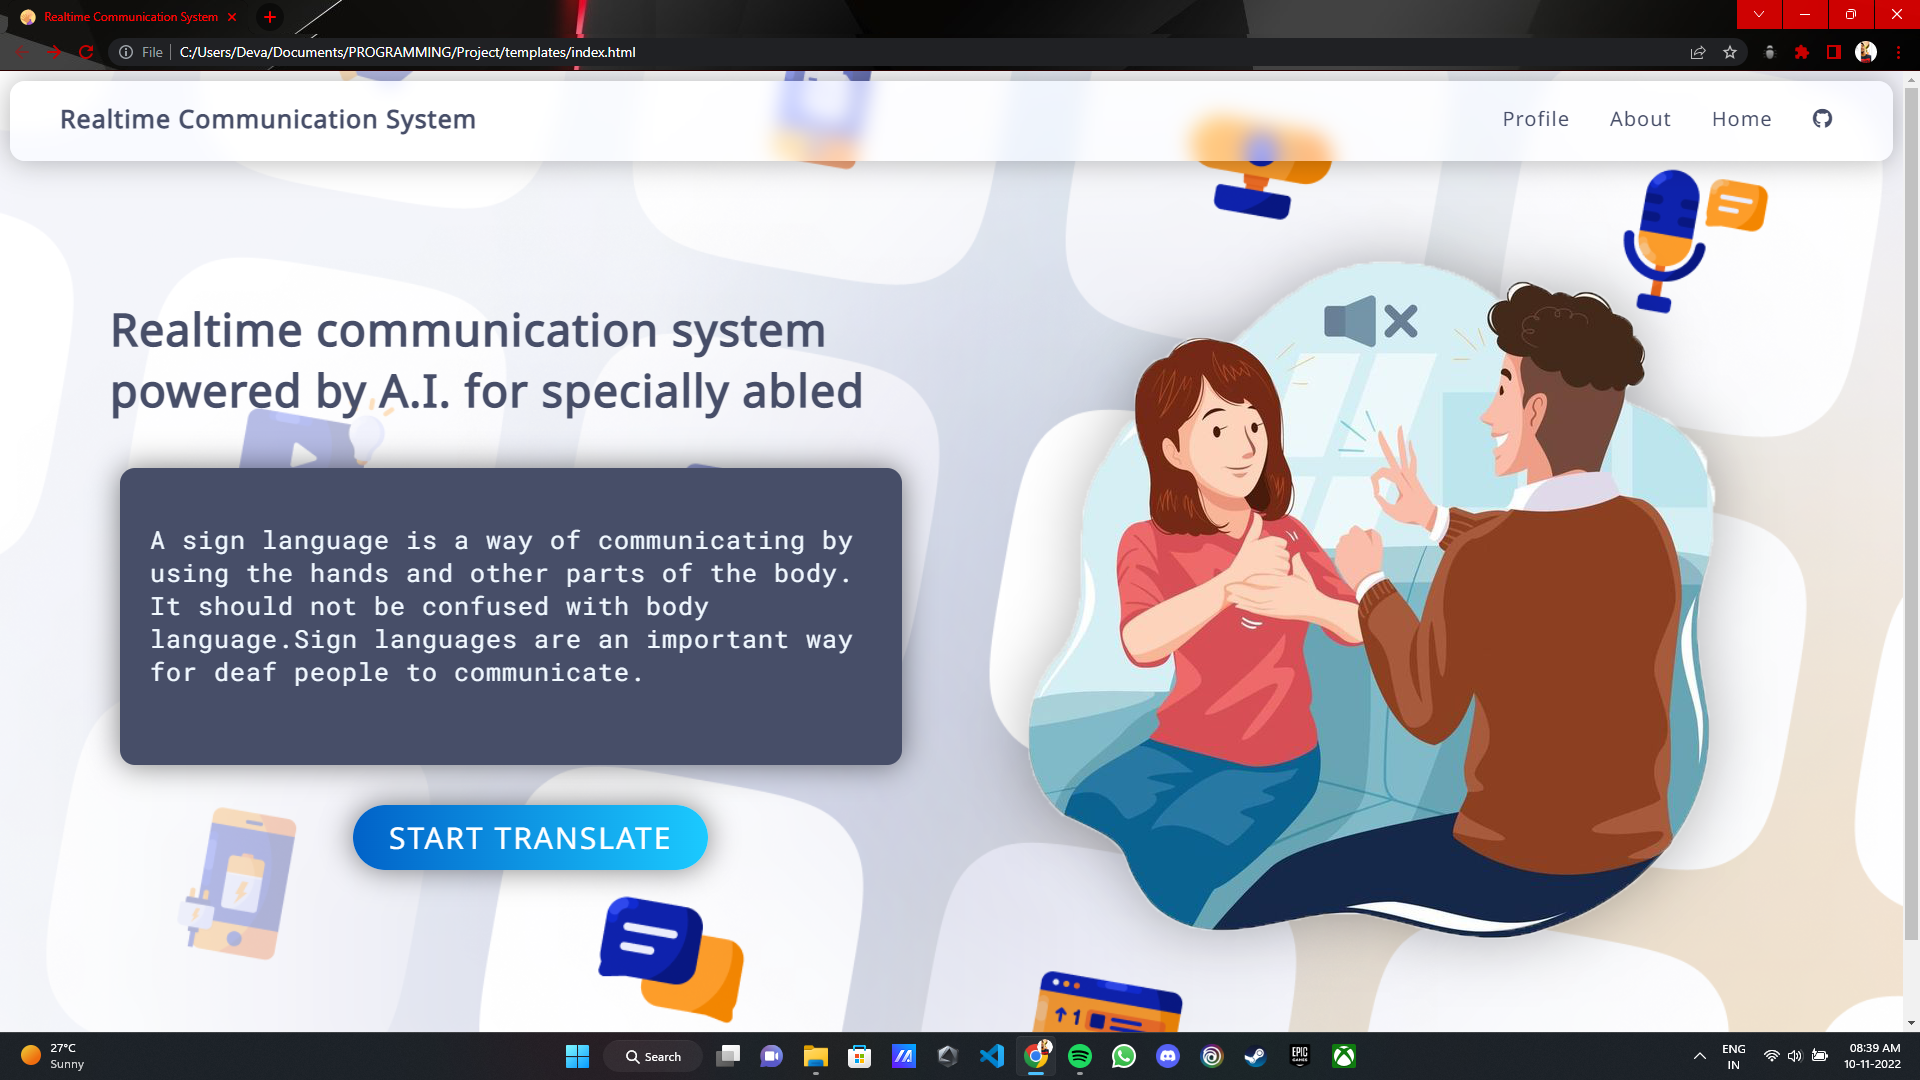 Realtime Communication System
File
C:/Users/Deva/Documents/PROGRAMMING/Project/templates/index.html
Realtime Communication System
Profile
About
Home
Realtime communication system
powered by A.I. for specially abled
A sign language is a way of communicating by
using the hands and other parts of the body.
It should not be confused with body
language.Sign languages are an important way
for deaf people to communicate.
START TRANSLATE
1
27°C
Sunny
Search
EPIC
GAMES
ENG
IN
08:39 AM
10-11-2022